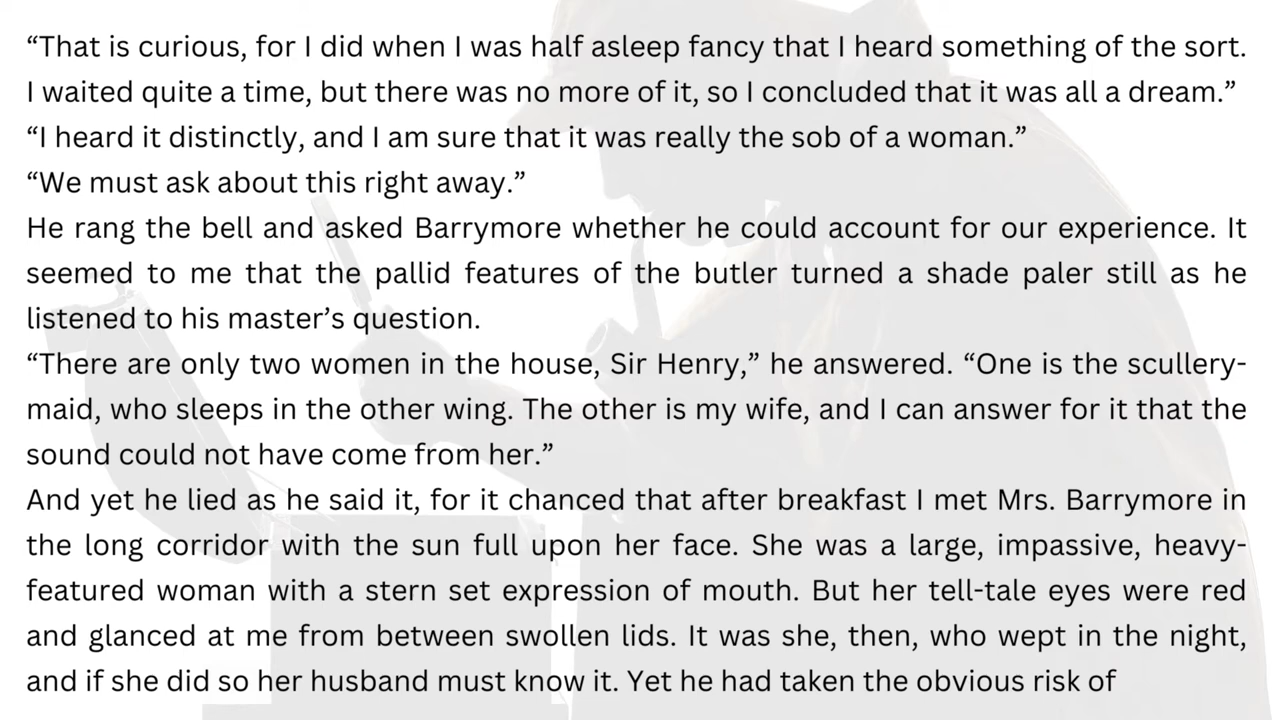 “That is curious, for I did when I was half asleep fancy that I heard something of the sort.
I waited quite a time, but there was no more of it, so I concluded that it was all a dream.”
“I heard it distinctly, and I am sure that it was really the sob of a woman.”
“We must ask about this right away.”
He rang the bell and asked Barrymore whether he could account for our experience. It
seemed to me that the pallid features of the butler turned a shade paler still as he
listened to his master’s question.
“There are only two women in the house, Sir Henry,” he answered. “One is the scullery-
maid, who sleeps in the other wing. The other is my wife, and I can answer for it that the
sound could not have come from her.”
And yet he lied as he said it, for it chanced that after breakfast I met Mrs. Barrymore in
the long corridor with the sun full upon her face. She was a large, impassive, heavy-
featured woman with a stern set expression of mouth. But her tell-tale eyes were red
and glanced at me from between swollen lids. It was she, then, who wept in the night,
and if she did so her husband must know it. Yet he had taken the obvious risk of